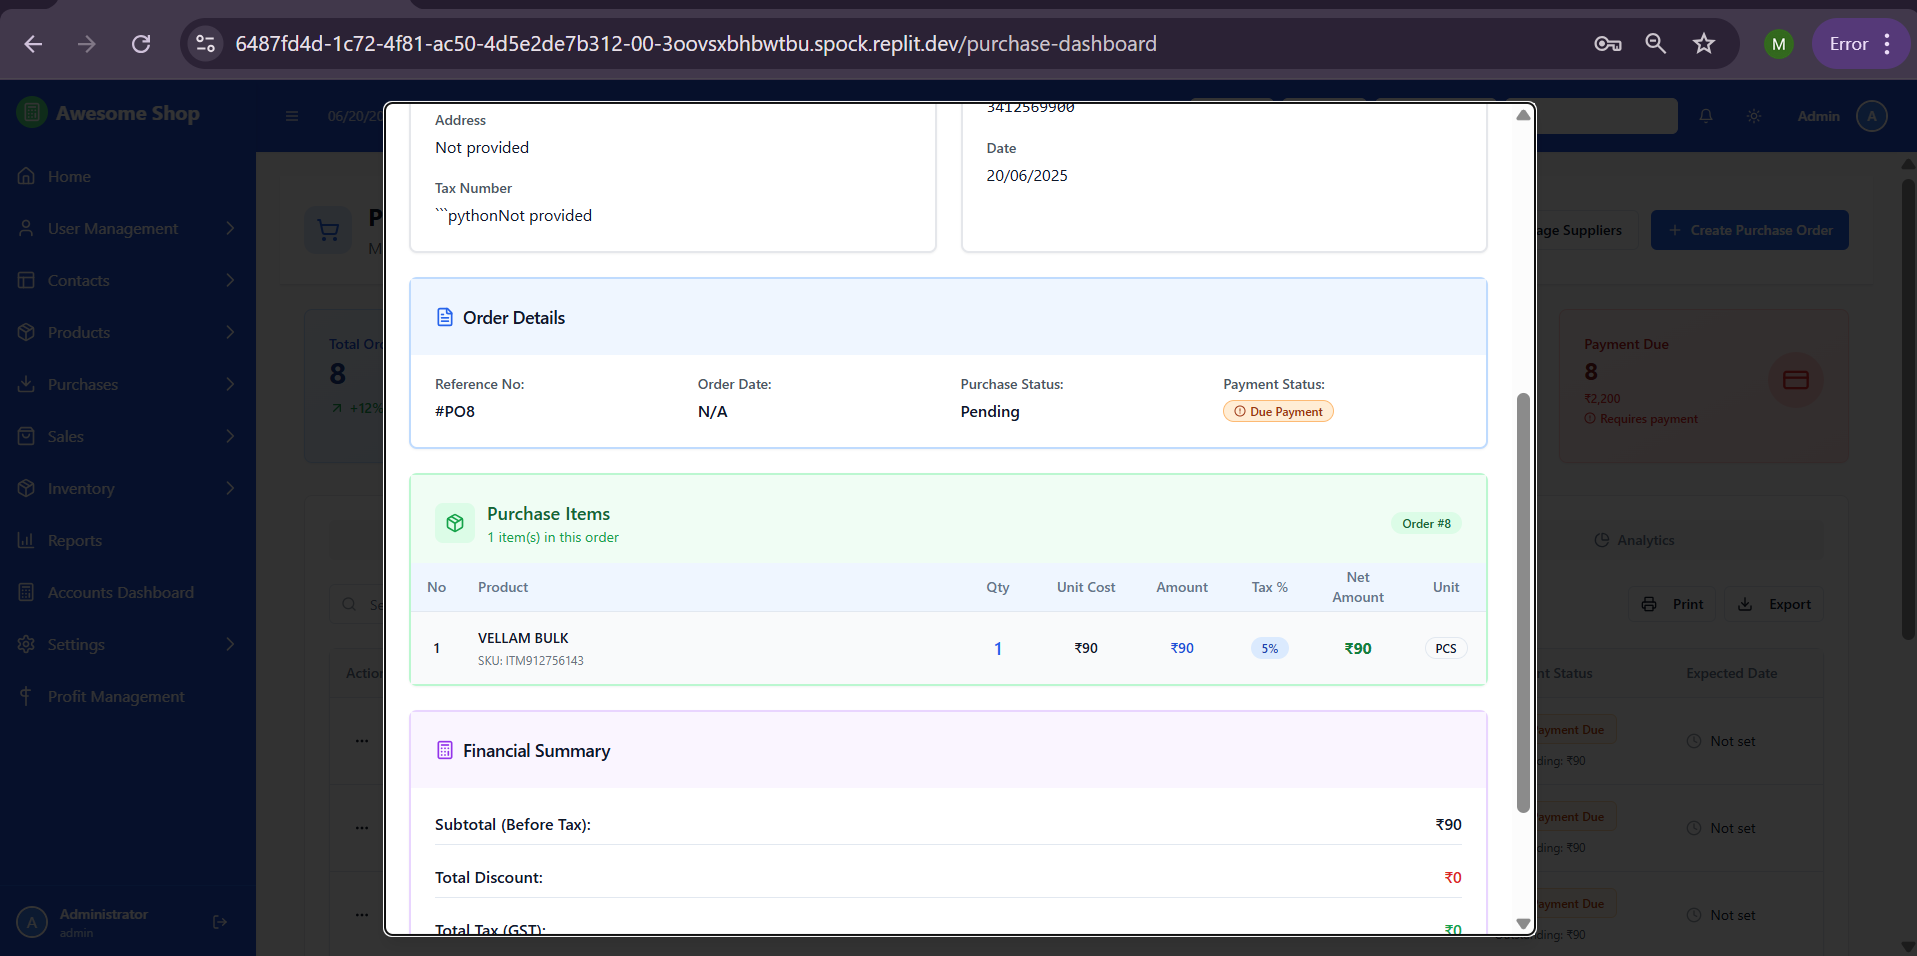 6487fd4d-1c72-4f81-ac50-4d5e2de7b312-00-3oovsxbhbwtbu.spock.replit.dev/purchase-dashboard
M
Error
Awesome Shop
06/20/20
Admin
A
Home
User Management
Contacts
Products
Purchases
Sales
Inventory
Reports
Accounts Dashboard
Settings
Profit Management
A
Administrator
admin
P
M
age Suppliers
Create Purchase Order
Total Ord
8
+12%
Payment Due
8
₹2,200
Requires payment
Analytics
Se
Print
Export
Action
nt Status
Expected Date
...
ayment Due
ding: ₹90
Not set
...
ayment Due
ding: ₹90
Not set
...
ayment Due
ding: ₹90
Not set
Address
Not provided
Tax Number
```pythonNot provided
3412569900
Date
20/06/2025
Order Details
Reference No:
#PO8
Order Date:
N/A
Purchase Status:
Pending
Payment Status:
Due Payment
Purchase Items
1 item(s) in this order
Order #8
No Product Qty Unit Cost Amount Tax % Net Amount Unit
1 VELLAM BULK 1 ₹90 ₹90 5% ₹90 PCS
SKU: ITM912756143
Financial Summary
Subtotal (Before Tax): ₹90
Total Discount: ₹0
Total Tax (GST): ₹0